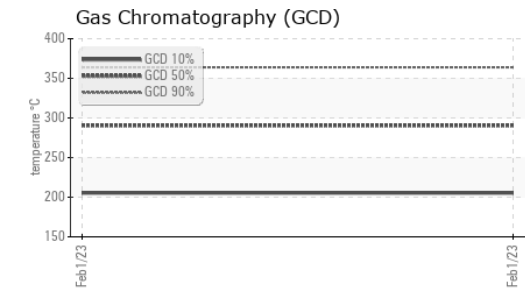 Gas Chromatography (GCD)
400
350
300
250
200
150
temperature °C
GCD 10%
GCD 50%
GCD 90%
Feb1/23
Feb1/23